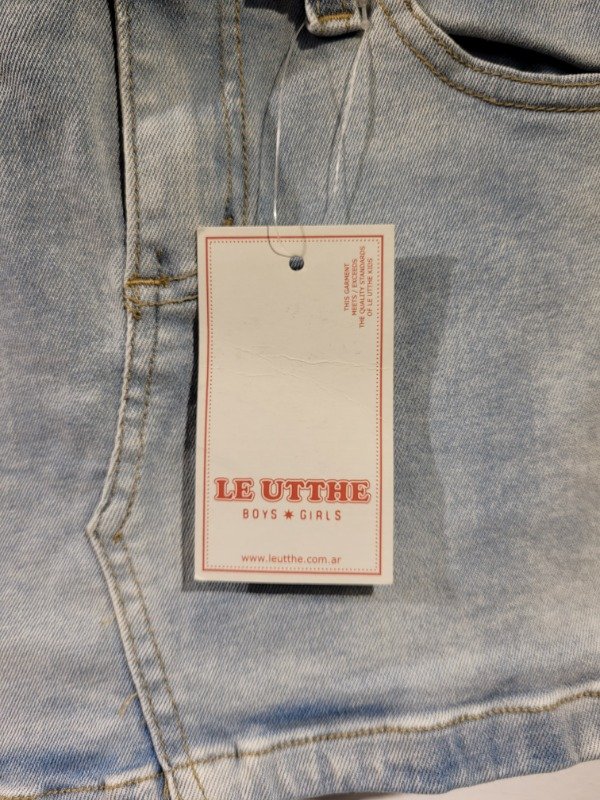 THIS GARMENT
MEETS / EXCEEDS
THE QUALITY STANDARDS
OF LE UTTHE KIDS
LE UTTHE
BOYS ✷ GIRLS
www.leutthe.com.ar